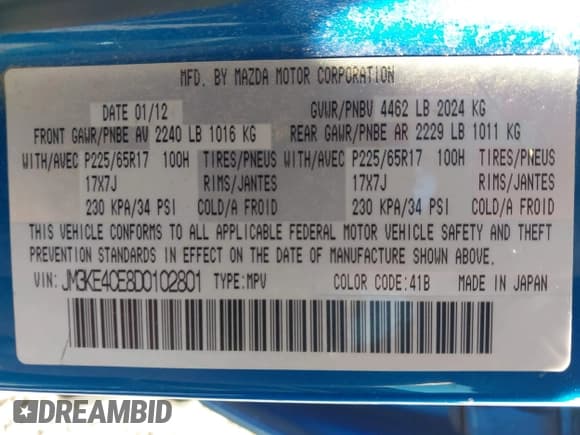 MFD. BY MAZDA MOTOR CORPORATION
DATE 01/12 GVWR/PNBV 4462 LB 2024 KG
FRONT GAWR/PNBE AV 2240 LB 1016 KG REAR GAWR/PNBE AR 2229 LB 1011 KG
WITH/AVEC P225/65R17 100H TIRES/PNEUS WITH/AVEC P225/65R17 100H TIRES/PNEUS
17X7J RIMS/JANTES 17X7J RIMS/JANTES
230 KPA/34 PSI COLD/A FROID 230 KPA/34 PSI COLD/A FROID
THIS VEHICLE CONFORMS TO ALL APPLICABLE FEDERAL MOTOR VEHICLE SAFETY AND THEFT
PREVENTION STANDARDS IN EFFECT ON THE DATE OF MANUFACTURE SHOWN ABOVE.
VIN: JM3KE4CE8D0102801 TYPE:MPV COLOR CODE:41B MADE IN JAPAN
DREAMBID